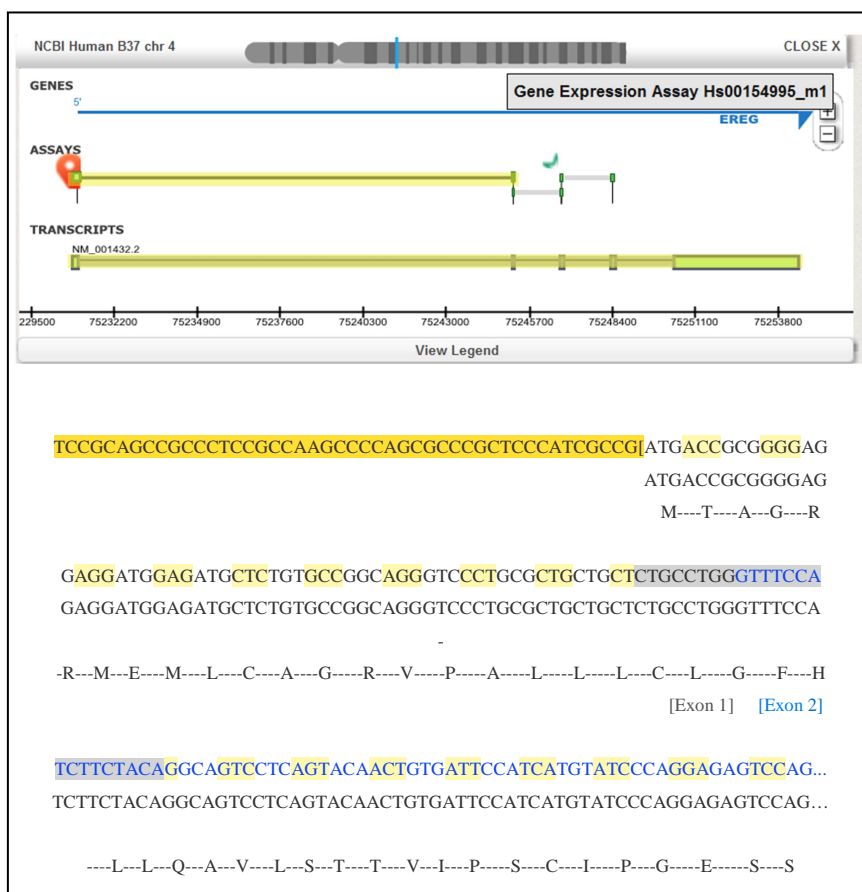 NCBI Human B37 chr 4
CLOSE X
GENES
Gene Expression Assay Hs00154995_m1
5'
EREG
+
−
ASSAYS
TRANSCRIPTS
NM_001432.2
229500 75232200 75234900 75237600 75240300 75243000 75245700 75248400 75251100 75253800
View Legend
TCCGCAGCCGCCCTCCGCCAAGCCCCAGCGCCCGCTCCCATCGCCG[ATGACCGCGGGGAG
ATGACCGCGGGGAG
M----T----A---G---R
GAGGATGGAGATGCTCTGTGCCGGCAGGGTCCCTGCGCTGCTGCTCTGCCTGGGTTTCCA
GAGGATGGAGATGCTCTGTGCCGGCAGGGTCCCTGCGCTGCTGCTCTGCCTGGGTTTCCA
-
-R---M---E----M---L----C----A----G-----R----V-----P-----A-----L-----L-----L----C----L-----G-----F----H
[Exon 1] [Exon 2]
TCTTCTACAGGCAGTCCTCAGTACAACTGTGATTCCATCATGTATCCCAGGAGAGTCCAG...
TCTTCTACAGGCAGTCCTCAGTACAACTGTGATTCCATCATGTATCCCAGGAGAGTCCAG…
----L---L---Q----A---V----L---S----T----T----V----I----P----S----C----I----P----G-----E------S----S